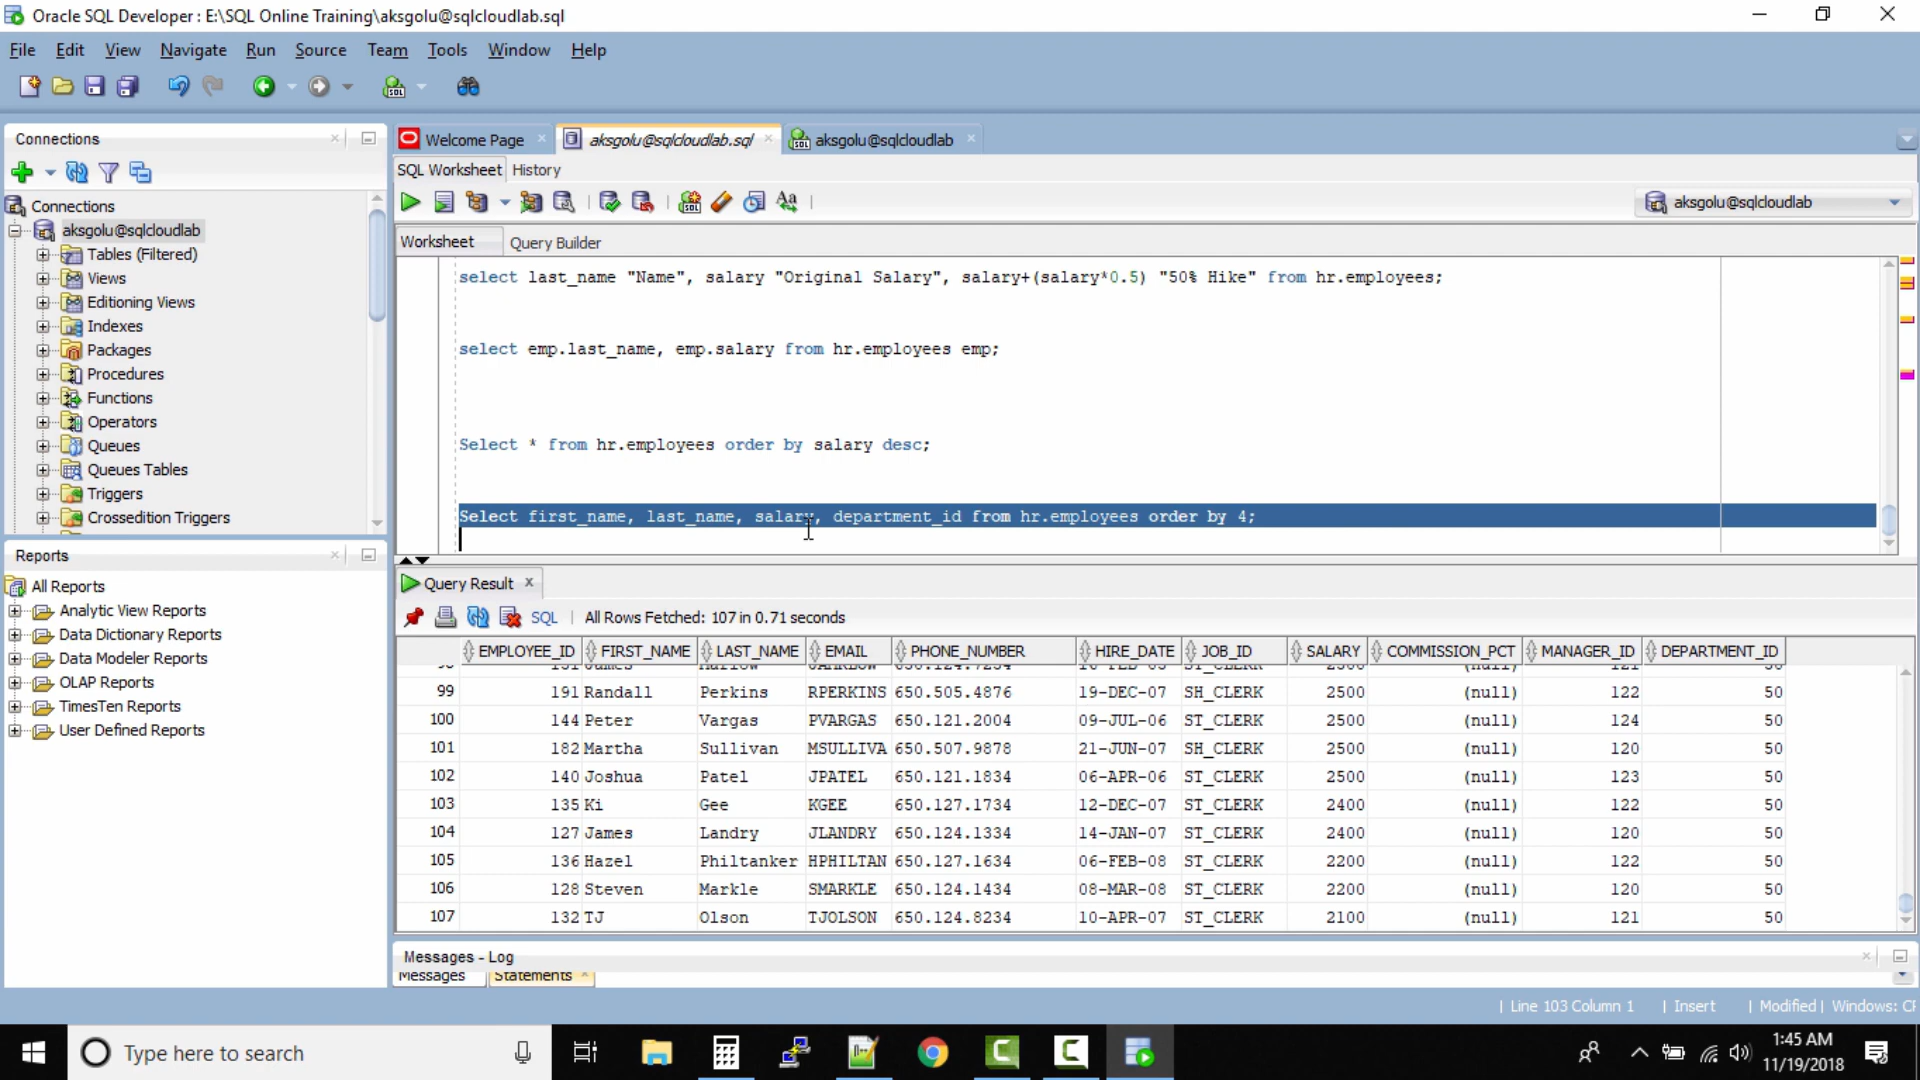 Oracle SQL Developer : E:\SQL Online Training\aksgolu@sqlcloudlab.sql
File Edit View Navigate Run Source Team Tools Window Help
Connections
Welcome Page
aksgolu@sqlcloudlab.sql
aksgolu@sqlcloudlab
SQL Worksheet History
aksgolu@sqlcloudlab
Connections
aksgolu@sqlcloudlab
Tables (Filtered)
Views
Editioning Views
Indexes
Packages
Procedures
Functions
Operators
Queues
Queues Tables
Triggers
Crossedition Triggers
Worksheet Query Builder
select last_name "Name", salary "Original Salary", salary+(salary*0.5) "50% Hike" from hr.employees;
select emp.last_name, emp.salary from hr.employees emp;
Select * from hr.employees order by salary desc;
Select first_name, last_name, salary, department_id from hr.employees order by 4;
Reports
All Reports
Analytic View Reports
Data Dictionary Reports
Data Modeler Reports
OLAP Reports
TimesTen Reports
User Defined Reports
Query Result
SQL All Rows Fetched: 107 in 0.71 seconds
EMPLOYEE_ID FIRST_NAME LAST_NAME EMAIL PHONE_NUMBER HIRE_DATE JOB_ID SALARY COMMISSION_PCT MANAGER_ID DEPARTMENT_ID
99 191 Randall Perkins RPERKINS 650.505.4876 19-DEC-07 SH_CLERK 2500 (null) 122 50
100 144 Peter Vargas PVARGAS 650.121.2004 09-JUL-06 ST_CLERK 2500 (null) 124 50
101 182 Martha Sullivan MSULLIVA 650.507.9878 21-JUN-07 SH_CLERK 2500 (null) 120 50
102 140 Joshua Patel JPATEL 650.121.1834 06-APR-06 ST_CLERK 2500 (null) 123 50
103 135 Ki Gee KGEE 650.127.1734 12-DEC-07 ST_CLERK 2400 (null) 122 50
104 127 James Landry JLANDRY 650.124.1334 14-JAN-07 ST_CLERK 2400 (null) 120 50
105 136 Hazel Philtanker HPHILTAN 650.127.1634 06-FEB-08 ST_CLERK 2200 (null) 122 50
106 128 Steven Markle SMARKLE 650.124.1434 08-MAR-08 ST_CLERK 2200 (null) 120 50
107 132 TJ Olson TJOLSON 650.124.8234 10-APR-07 ST_CLERK 2100 (null) 121 50
Messages - Log
Messages Statements
Line 103 Column 1 | Insert | Modified | Windows:
Type here to search
1:45 AM
11/19/2018